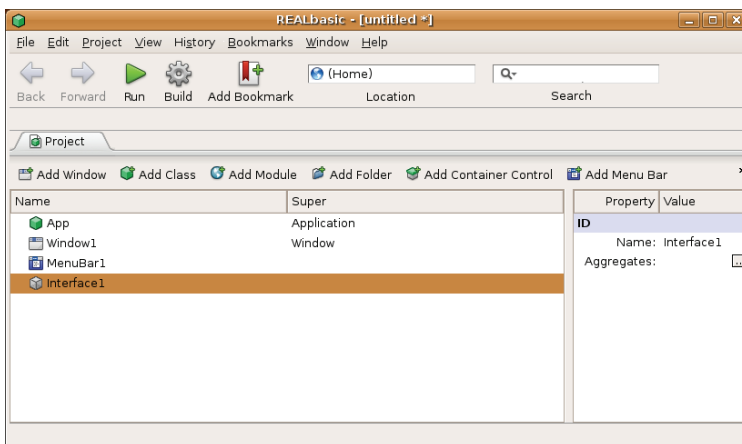 REALbasic - [untitled *]
File Edit Project View History Bookmarks Window Help
(Home)
Back Forward Run Build Add Bookmark Location Search
Project
Add Window Add Class Add Module Add Folder Add Container Control Add Menu Bar
Name Super Property Value
App Application ID
Window1 Window Name: Interface1
MenuBar1 Aggregates: ...
Interface1